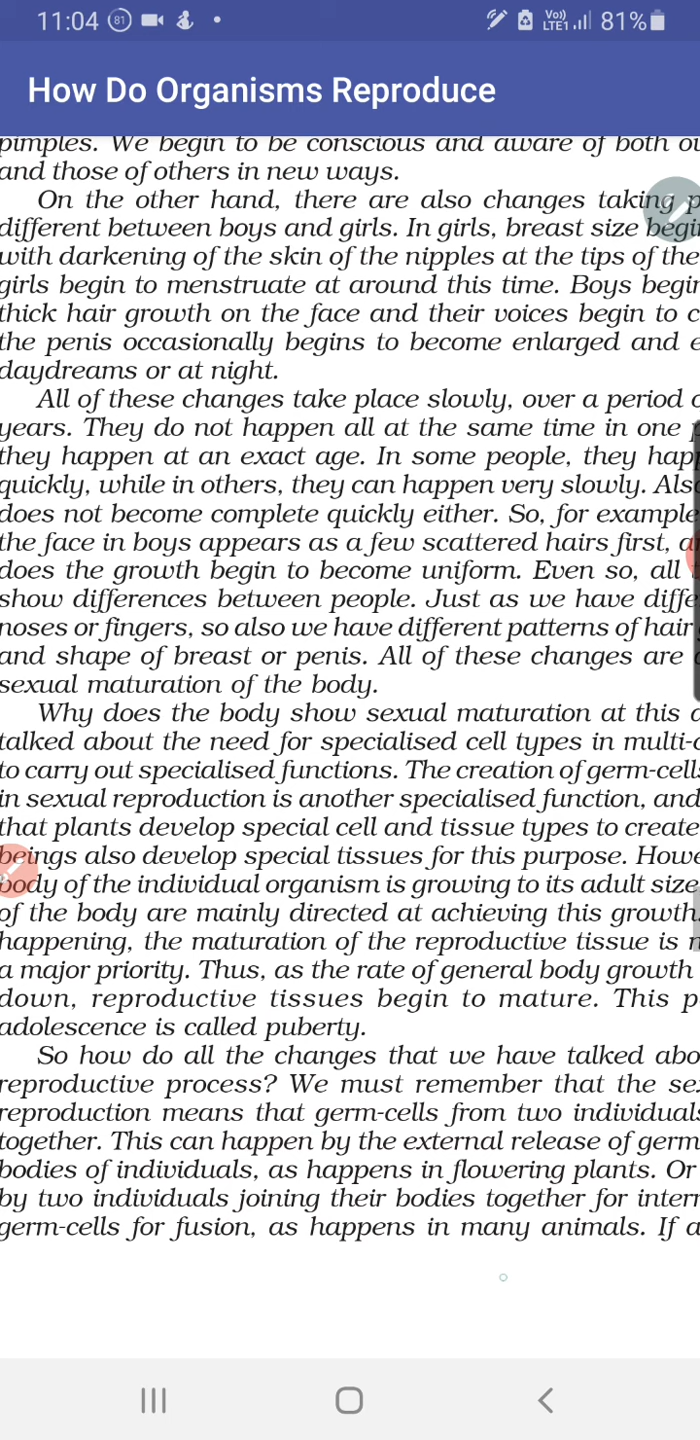 11:04 81 Vo)) LTE1 81%
How Do Organisms Reproduce
pimples. We begin to be conscious and aware of both
and those of others in new ways.
On the other hand, there are also changes taking
different between boys and girls. In girls, breast size
with darkening of the skin of the nipples at the tips of the
girls begin to menstruate at around this time. Boys
thick hair growth on the face and their voices begin to
the penis occasionally begins to become enlarged and
daydreams or at night.
All of these changes take place slowly, over a period
years. They do not happen all at the same time in one
they happen at an exact age. In some people, they
quickly, while in others, they can happen very slowly.
does not become complete quickly either. So, for example
the face in boys appears as a few scattered hairs first,
does the growth begin to become uniform. Even so, all
show differences between people. Just as we have
noses or fingers, so also we have different patterns of hair
and shape of breast or penis. All of these changes are
sexual maturation of the body.
Why does the body show sexual maturation at this
talked about the need for specialised cell types in
to carry out specialised functions. The creation of
in sexual reproduction is another specialised function, and
that plants develop special cell and tissue types to create
beings also develop special tissues for this purpose.
body of the individual organism is growing to its adult size
of the body are mainly directed at achieving this growth.
happening, the maturation of the reproductive tissue is
a major priority. Thus, as the rate of general body growth
down, reproductive tissues begin to mature. This
adolescence is called puberty.
So how do all the changes that we have talked
reproductive process? We must remember that the
reproduction means that germ-cells from two
together. This can happen by the external release of
bodies of individuals, as happens in flowering plants. Or
by two individuals joining their bodies together for
germ-cells for fusion, as happens in many animals. If